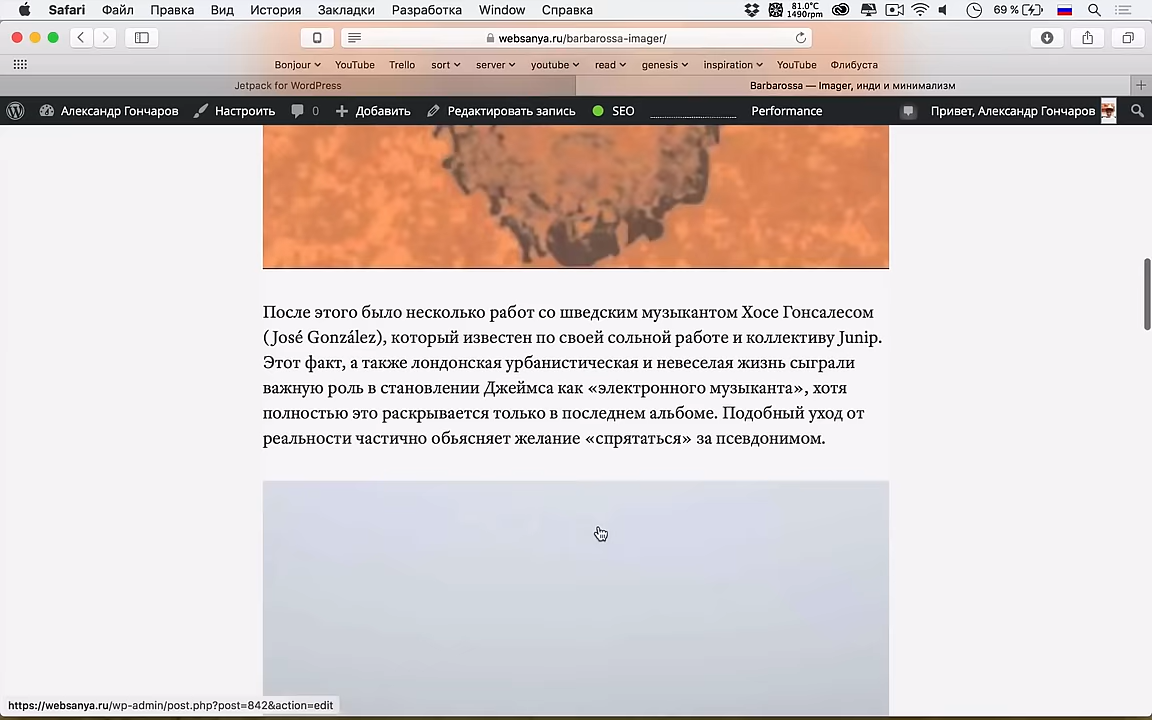 Safari Файл Правка Вид История Закладки Разработка Window Справка 81.0°C 1490rpm 69 %
websanya.ru/barbarossa-imager/
Bonjour YouTube Trello sort server youtube read genesis inspiration YouTube Флибуста
Jetpack for WordPress Barbarossa — Imager, инди и минимализм
Александр Гончаров Настроить 0 Добавить Редактировать запись SEO Performance Привет, Александр Гончаров
После этого было несколько работ со шведским музыкантом Хосе Гонсалесом
(José González), который известен по своей сольной работе и коллективу Junip.
Этот факт, а также лондонская урбанистическая и невеселая жизнь сыграли
важную роль в становлении Джеймса как «электронного музыканта», хотя
полностью это раскрывается только в последнем альбоме. Подобный уход от
реальности частично обьясняет желание «спрятаться» за псевдонимом.
https://websanya.ru/wp-admin/post.php?post=842&action=edit